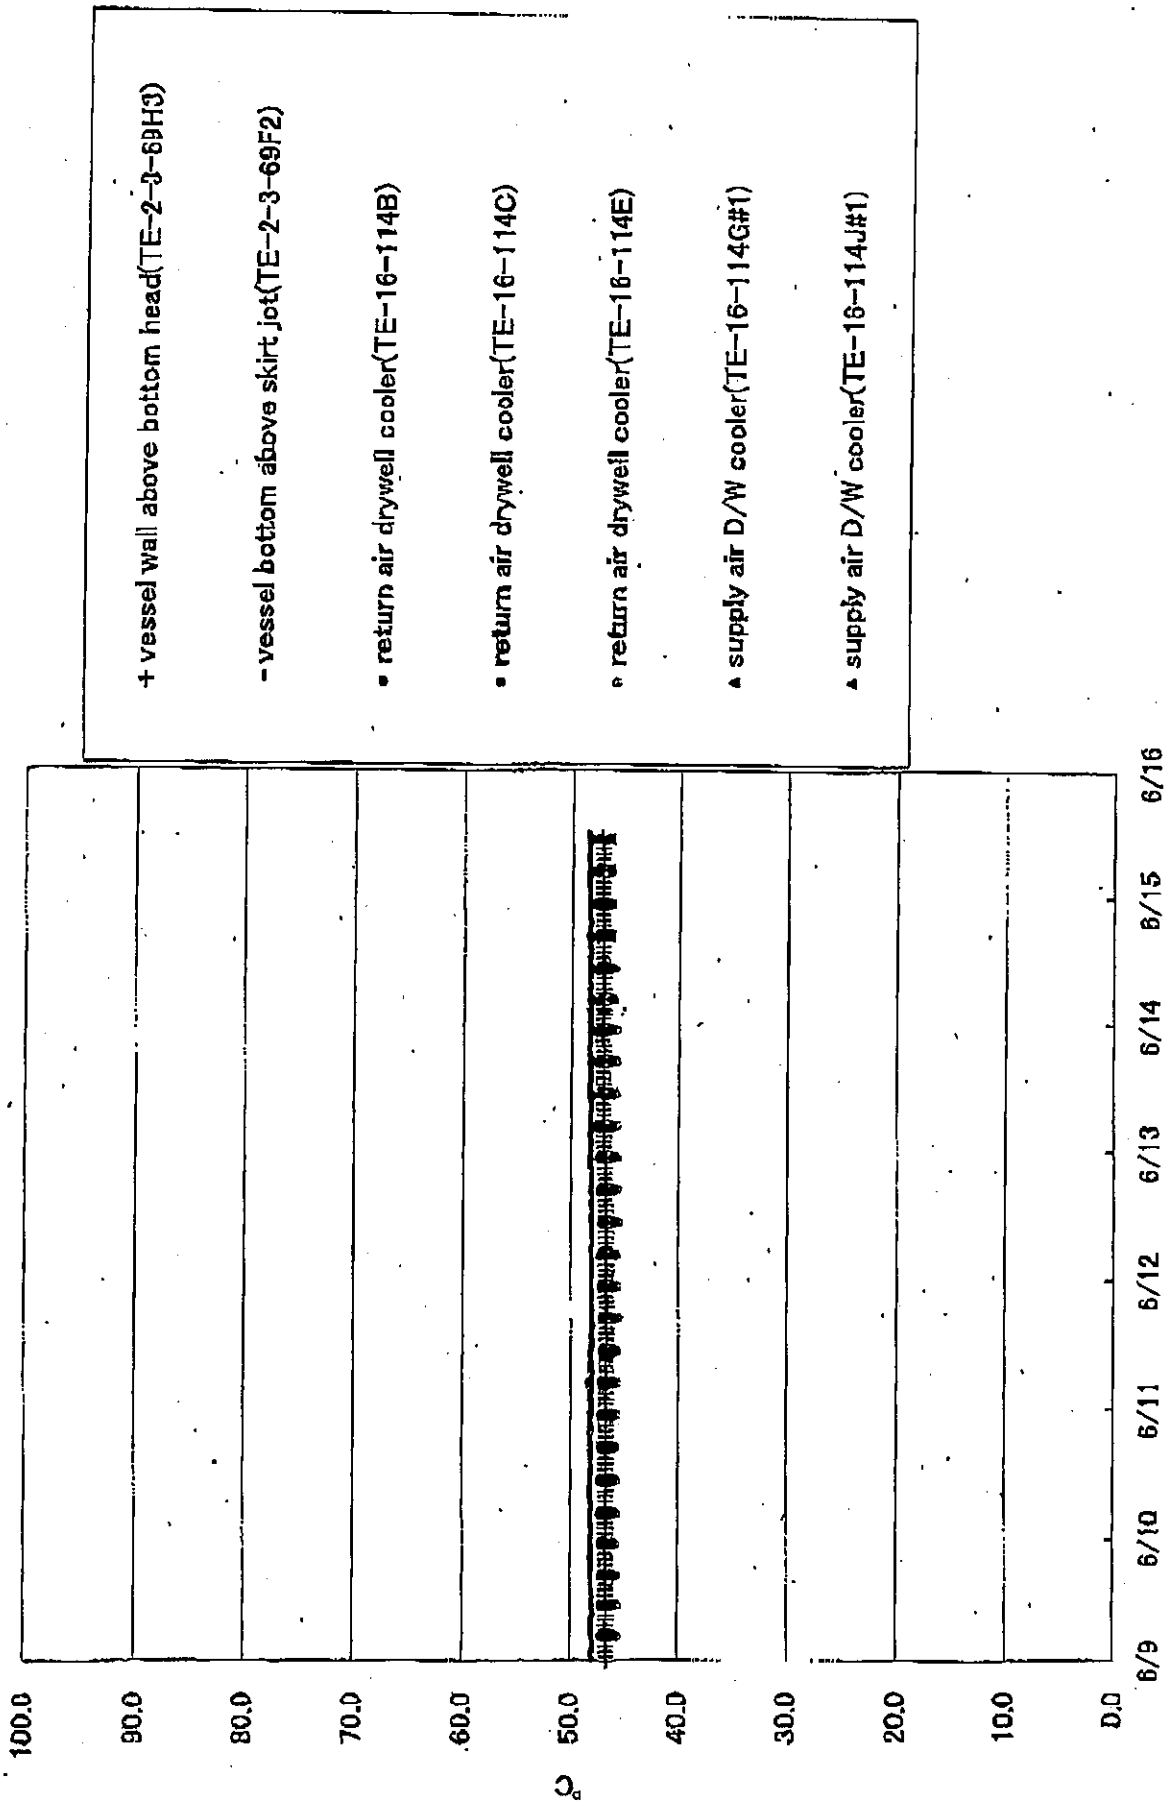 100.0
90.0
80.0
70.0
60.0
50.0
40.0
30.0
20.0
10.0
0.0
°C
6/9
6/10
6/11
6/12
6/13
6/14
6/15
6/16
+ vessel wall above bottom head(TE-2-3-69H3)
- vessel bottom above skirt jot(TE-2-3-69F2)
● return air drywell cooler(TE-16-114B)
● return air drywell cooler(TE-16-114C)
● return air drywell cooler(TE-16-114E)
▲ supply air D/W cooler(TE-16-114G#1)
▲ supply air D/W cooler(TE-16-114J#1)